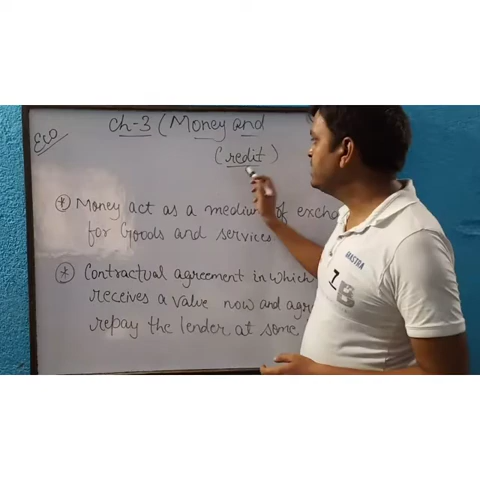 Eco
Ch-3 (Money and
Credit)
* Money act as a medium of excha
for Goods and services.
* Contractual agreement in which
receives a value now and agr
repay the lender at some